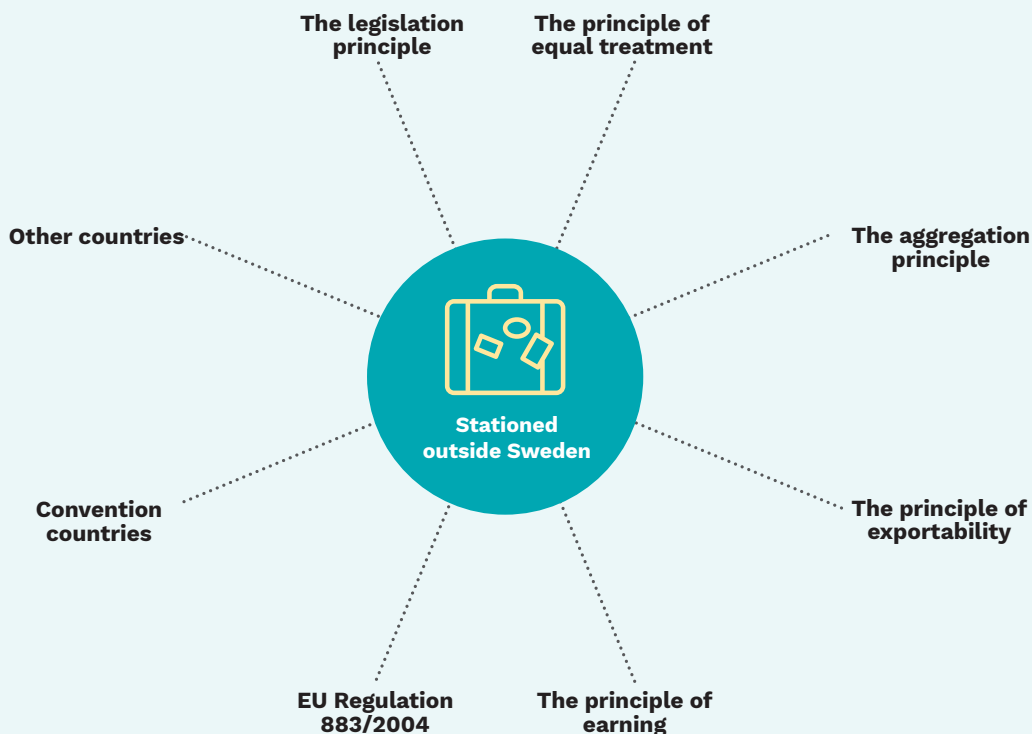 The legislation
principle
The principle of
equal treatment
Other countries
The aggregation
principle
Stationed
outside Sweden
Convention
countries
The principle of
exportability
EU Regulation
883/2004
The principle of
earning